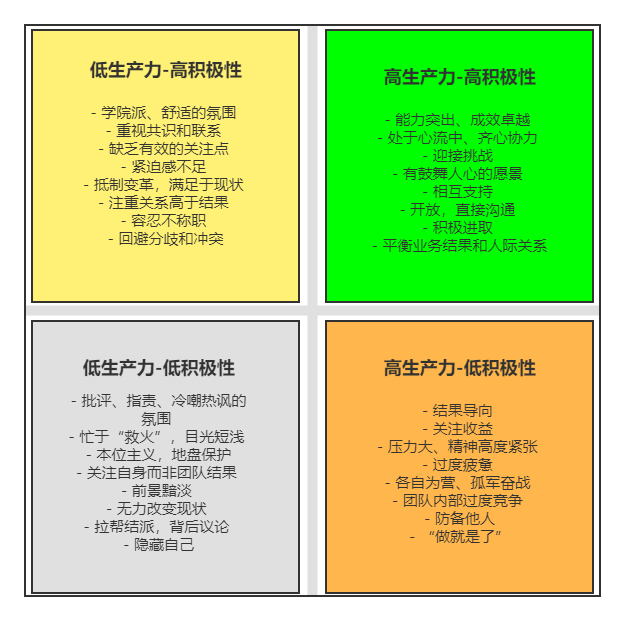 低生产力-高积极性
- 学院派、舒适的氛围
- 重视共识和联系
- 缺乏有效的关注点
- 紧迫感不足
- 抵制变革，满足于现状
- 注重关系高于结果
- 容忍不称职
- 回避分歧和冲突
高生产力-高积极性
- 能力突出、成效卓越
- 处于心流中、齐心协力
- 迎接挑战
- 有鼓舞人心的愿景
- 相互支持
- 开放，直接沟通
- 积极进取
- 平衡业务结果和人际关系
低生产力-低积极性
- 批评、指责、冷嘲热讽的
氛围
- 忙于“救火”，目光短浅
- 本位主义，地盘保护
- 关注自身而非团队结果
- 前景黯淡
- 无力改变现状
- 拉帮结派，背后议论
- 隐藏自己
高生产力-低积极性
- 结果导向
- 关注收益
- 压力大、精神高度紧张
- 过度疲惫
- 各自为营、孤军奋战
- 团队内部过度竞争
- 防备他人
- “做就是了”